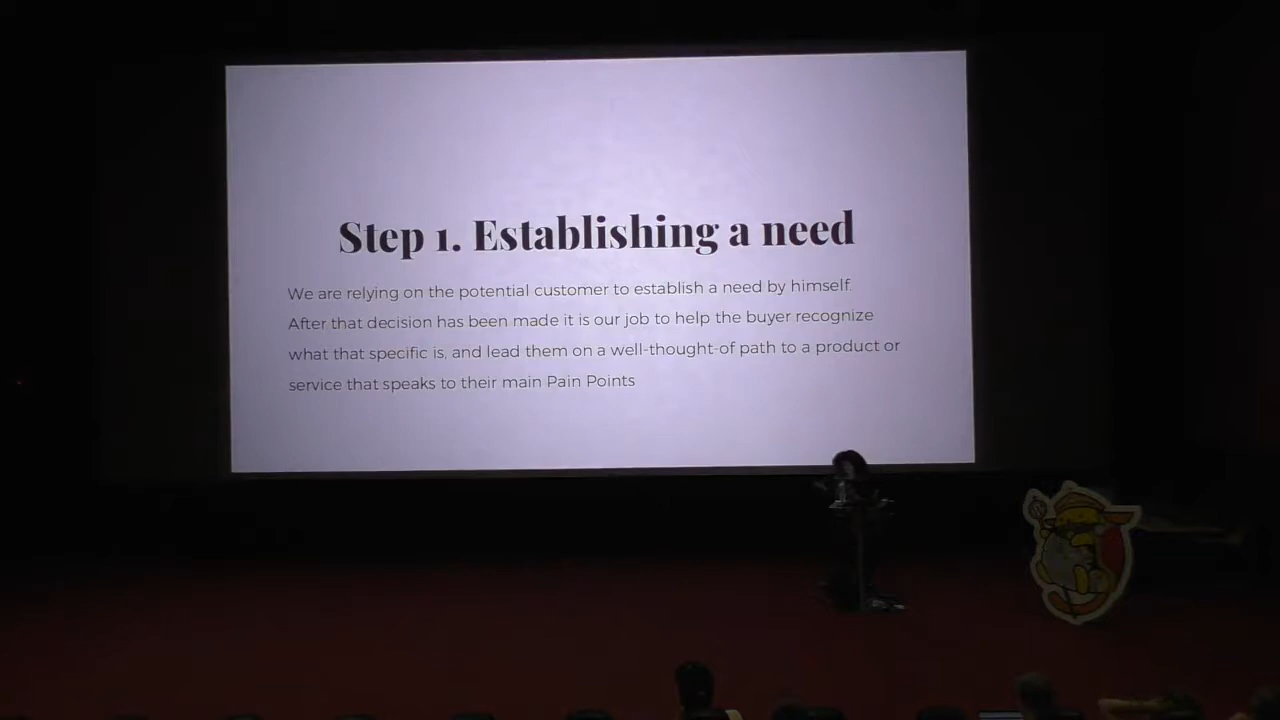 Step 1. Establishing a need
We are relying on the potential customer to establish a need by himself.
After that decision has been made it is our job to help the buyer recognize
what that specific is, and lead them on a well-thought-of path to a product or
service that speaks to their main Pain Points